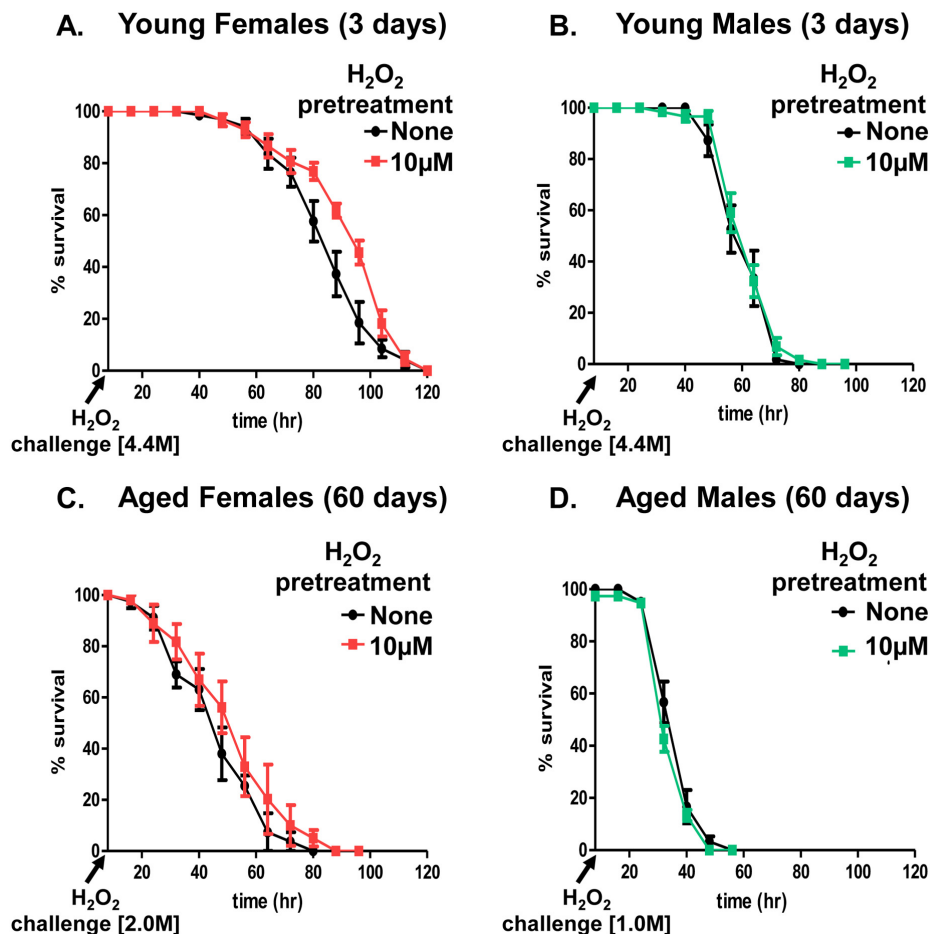 A. Young Females (3 days)
H₂O₂
pretreatment
None
10µM
% survival
100
80
60
40
20
0
20 40 60 80 100 120
time (hr)
H₂O₂
challenge [4.4M]
B. Young Males (3 days)
H₂O₂
pretreatment
None
10µM
% survival
100
80
60
40
20
0
20 40 60 80 100 120
time (hr)
H₂O₂
challenge [4.4M]
C. Aged Females (60 days)
H₂O₂
pretreatment
None
10µM
% survival
100
80
60
40
20
0
20 40 60 80 100 120
time (hr)
H₂O₂
challenge [2.0M]
D. Aged Males (60 days)
H₂O₂
pretreatment
None
10µM
% survival
100
80
60
40
20
0
20 40 60 80 100 120
time (hr)
H₂O₂
challenge [1.0M]